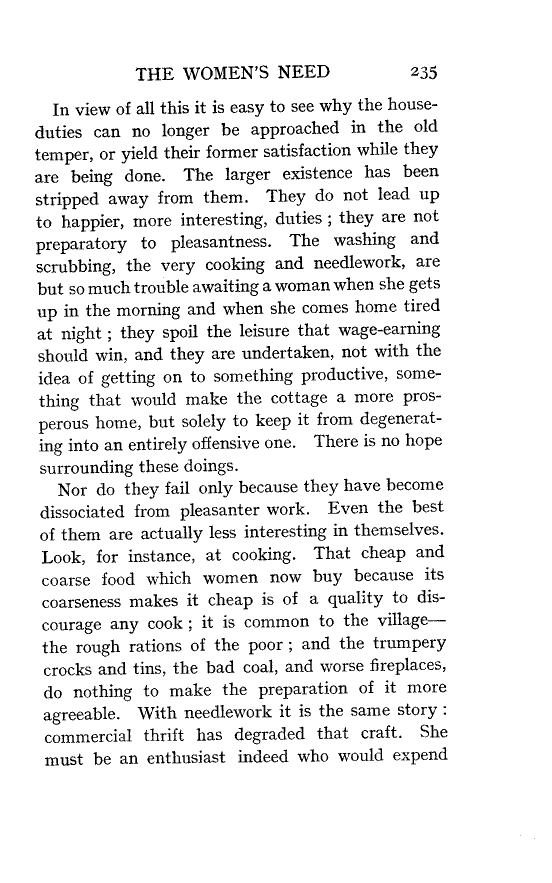 THE WOMEN'S NEED 235
In view of all this it is easy to see why the house-
duties can no longer be approached in the old
temper, or yield their former satisfaction while they
are being done. The larger existence has been
stripped away from them. They do not lead up
to happier, more interesting, duties ; they are not
preparatory to pleasantness. The washing and
scrubbing, the very cooking and needlework, are
but so much trouble awaiting a woman when she gets
up in the morning and when she comes home tired
at night ; they spoil the leisure that wage-earning
should win, and they are undertaken, not with the
idea of getting on to something productive, some-
thing that would make the cottage a more pros-
perous home, but solely to keep it from degenerat-
ing into an entirely offensive one. There is no hope
surrounding these doings.
Nor do they fail only because they have become
dissociated from pleasanter work. Even the best
of them are actually less interesting in themselves.
Look, for instance, at cooking. That cheap and
coarse food which women now buy because its
coarseness makes it cheap is of a quality to dis-
courage any cook ; it is common to the village—
the rough rations of the poor ; and the trumpery
crocks and tins, the bad coal, and worse fireplaces,
do nothing to make the preparation of it more
agreeable. With needlework it is the same story :
commercial thrift has degraded that craft. She
must be an enthusiast indeed who would expend